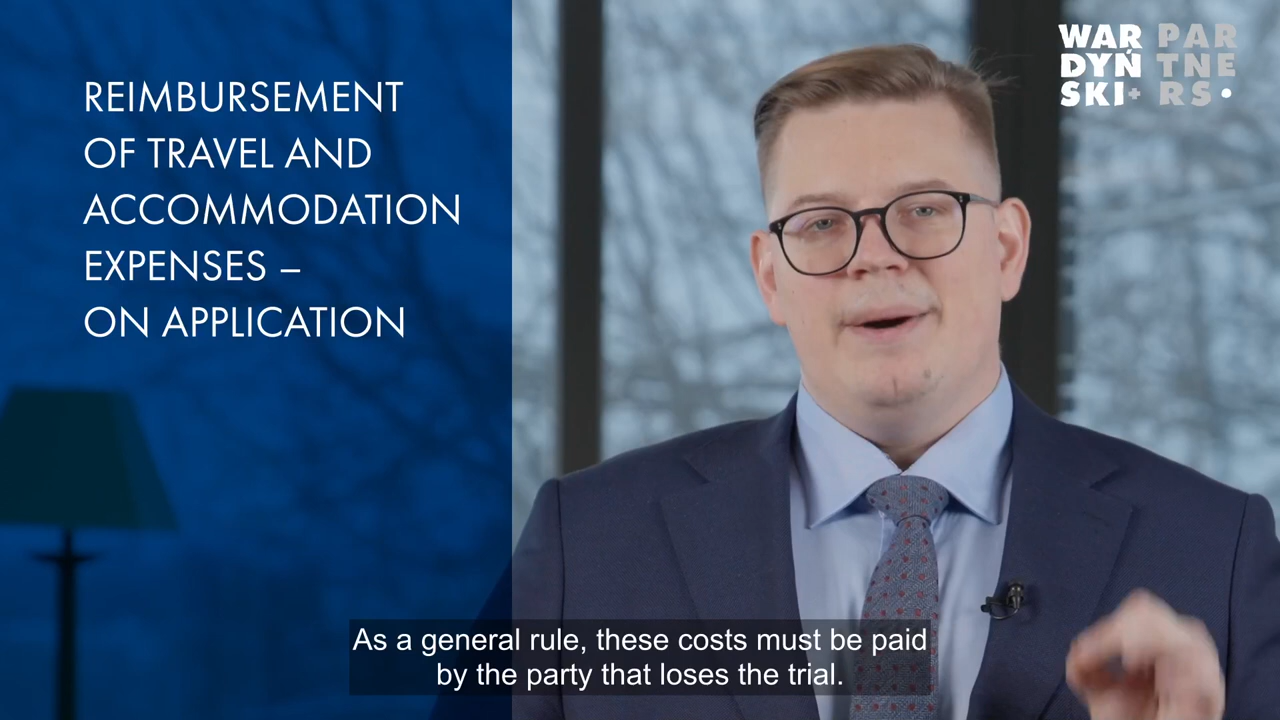 REIMBURSEMENT
OF TRAVEL AND
ACCOMMODATION
EXPENSES –
ON APPLICATION
WAR PAR
DYŃ TNE
SKI+ RS•
As a general rule, these costs must be paid
by the party that loses the trial.